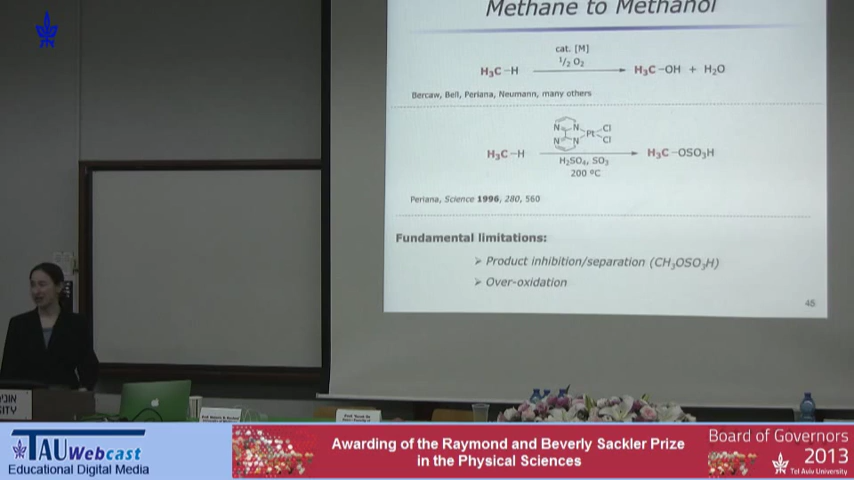 Methane to Methanol
cat. [M]
½ O₂
H₃C–H
H₃C–OH + H₂O
Bercaw, Bell, Periana, Neumann, many others
N N
Pt
Cl
N N
Cl
H₃C–H
H₃C–OSO₃H
H₂SO₄, SO₃
200 ºC
Periana, Science 1996, 280, 560
Fundamental limitations:
➢ Product inhibition/separation (CH₃OSO₃H)
➢ Over-oxidation
45
SITY
TAU Webcast
Educational Digital Media
Awarding of the Raymond and Beverly Sackler Prize
in the Physical Sciences
Board of Governors
2013
Tel Aviv University